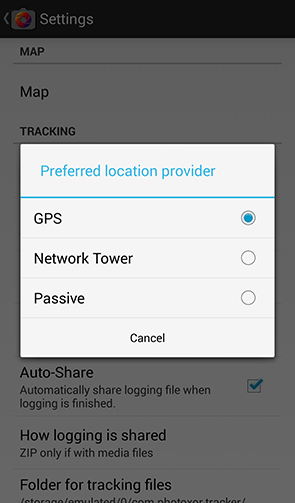 Settings
MAP
Map
TRACKING
Preferred location provider
GPS
Network Tower
Passive
Cancel
Auto-Share
Automatically share logging file when
logging is finished.
How logging is shared
ZIP only if with media files
Folder for tracking files
/storage/emulated/0/com.photoxor.tracker/